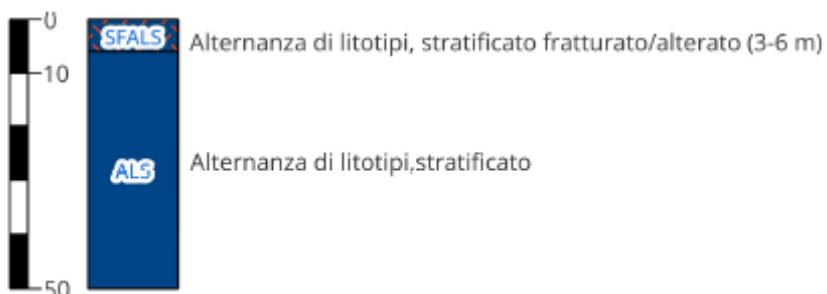 0
SFALS
Alternanza di litotipi, stratificato fratturato/alterato (3-6 m)
10
ALS
Alternanza di litotipi,stratificato
50